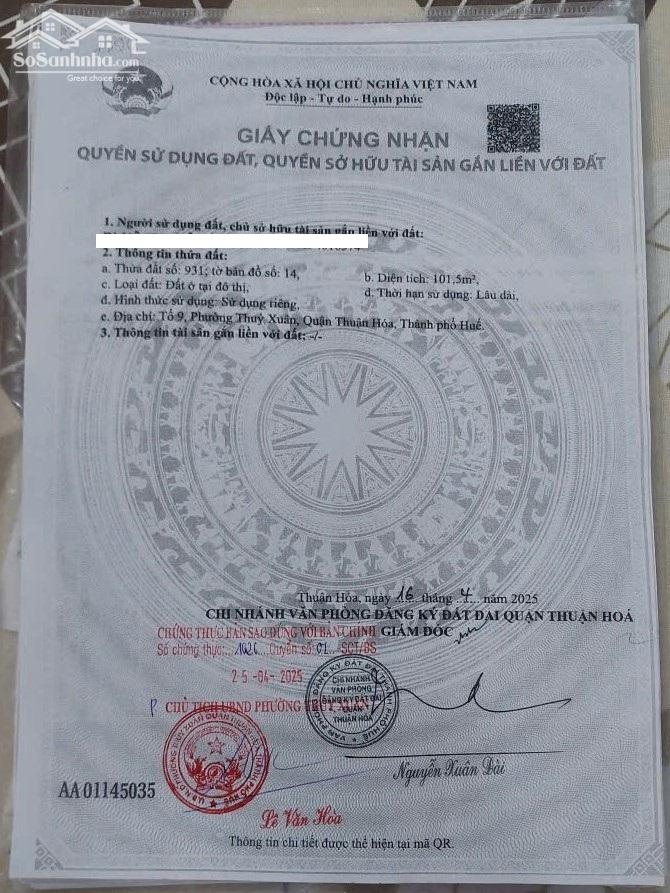 SoSanhnha.com
Great choice for you
CỘNG HÒA XÃ HỘI CHỦ NGHĨA VIỆT NAM
Độc lập - Tự do - Hạnh phúc
GIẤY CHỨNG NHẬN
QUYỀN SỬ DỤNG ĐẤT, QUYỀN SỞ HỮU TÀI SẢN GẮN LIỀN VỚI ĐẤT
1. Người sử dụng đất, chủ sở hữu tài sản gắn liền với đất:
2. Thông tin thửa đất:
a. Thửa đất số: 931; tờ bản đồ số: 14,
b. Diện tích: 101,5m²,
c. Loại đất: Đất ở tại đô thị,
d. Thời hạn sử dụng: Lâu dài,
đ. Hình thức sử dụng: Sử dụng riêng,
e. Địa chỉ: Tổ 9, Phường Thuỷ Xuân, Quận Thuận Hóa, Thành phố Huế.
3. Thông tin tài sản gắn liền với đất: -/-
Thuận Hóa, ngày 16 tháng 4 năm 2025
CHI NHÁNH VĂN PHÒNG ĐĂNG KÝ ĐẤT ĐAI QUẬN THUẬN HOÁ
CHỨNG THỰC BẢN SAO ĐÚNG VỚI BẢN CHÍNH
GIÁM ĐỐC
Số chứng thực: 1426 Quyển số: 01 - SCT/BS
25-04-2025
CHỦ TỊCH UBND PHƯỜNG THUỶ XUÂN
CHI NHÁNH
VĂN PHÒNG
ĐĂNG KÝ ĐẤT ĐAI
QUẬN
THUẬN HÓA
Nguyễn Xuân Đài
AA 01145035
Lê Văn Hòa
Thông tin chi tiết được thể hiện tại mã QR.